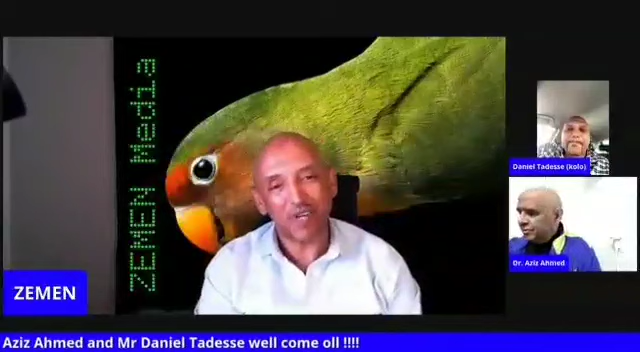 ZEMEN Media
Daniel Tadesse (kolo)
Dr. Aziz Ahmed
ZEMEN
Aziz Ahmed and Mr Daniel Tadesse well come oll !!!!